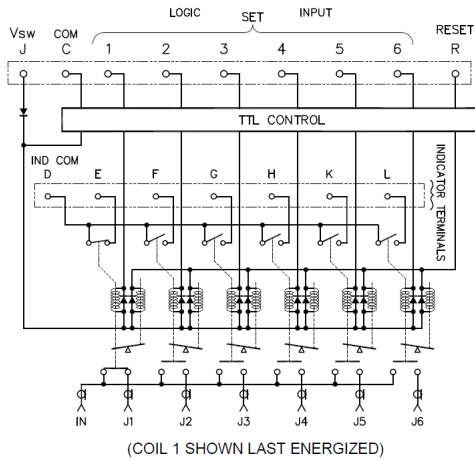 LOGIC SET INPUT
Vsw COM RESET
J C 1 2 3 4 5 6 R
TTL CONTROL
IND COM
D E F G H K L
INDICATOR TERMINALS
IN J1 J2 J3 J4 J5 J6
(COIL 1 SHOWN LAST ENERGIZED)